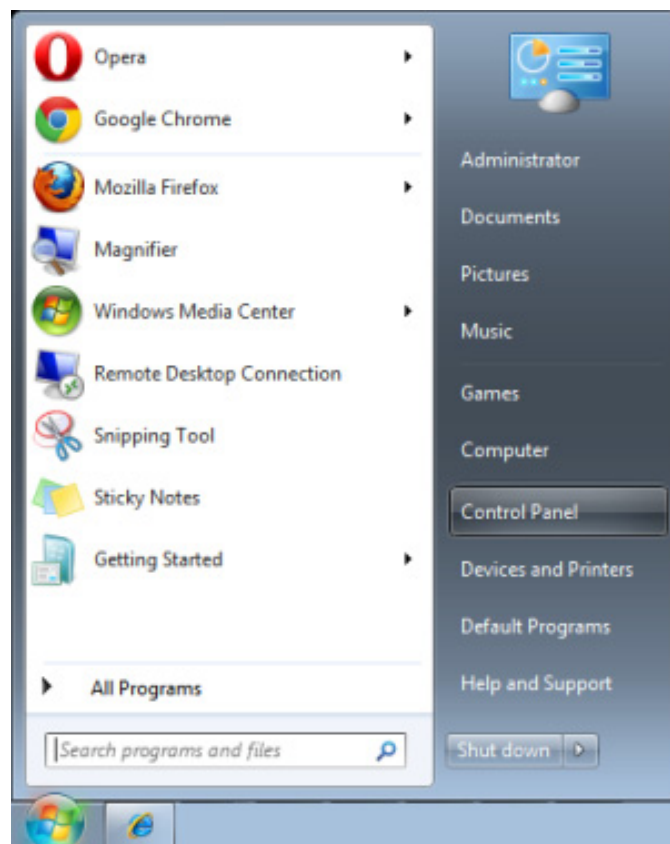 Opera
Google Chrome
Mozilla Firefox
Magnifier
Windows Media Center
Remote Desktop Connection
Snipping Tool
Sticky Notes
Getting Started
All Programs
Search programs and files
Administrator
Documents
Pictures
Music
Games
Computer
Control Panel
Devices and Printers
Default Programs
Help and Support
Shut down